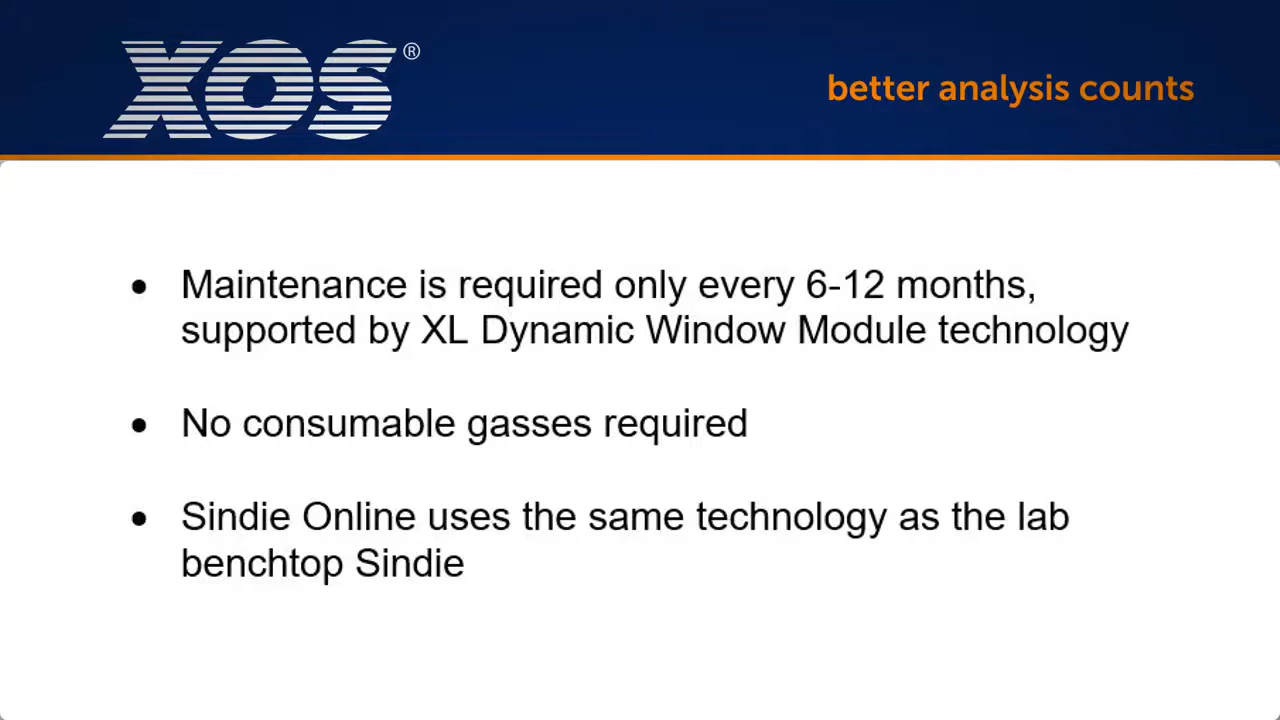 XOS®
better analysis counts
• Maintenance is required only every 6-12 months,
supported by XL Dynamic Window Module technology
• No consumable gasses required
• Sindie Online uses the same technology as the lab
benchtop Sindie